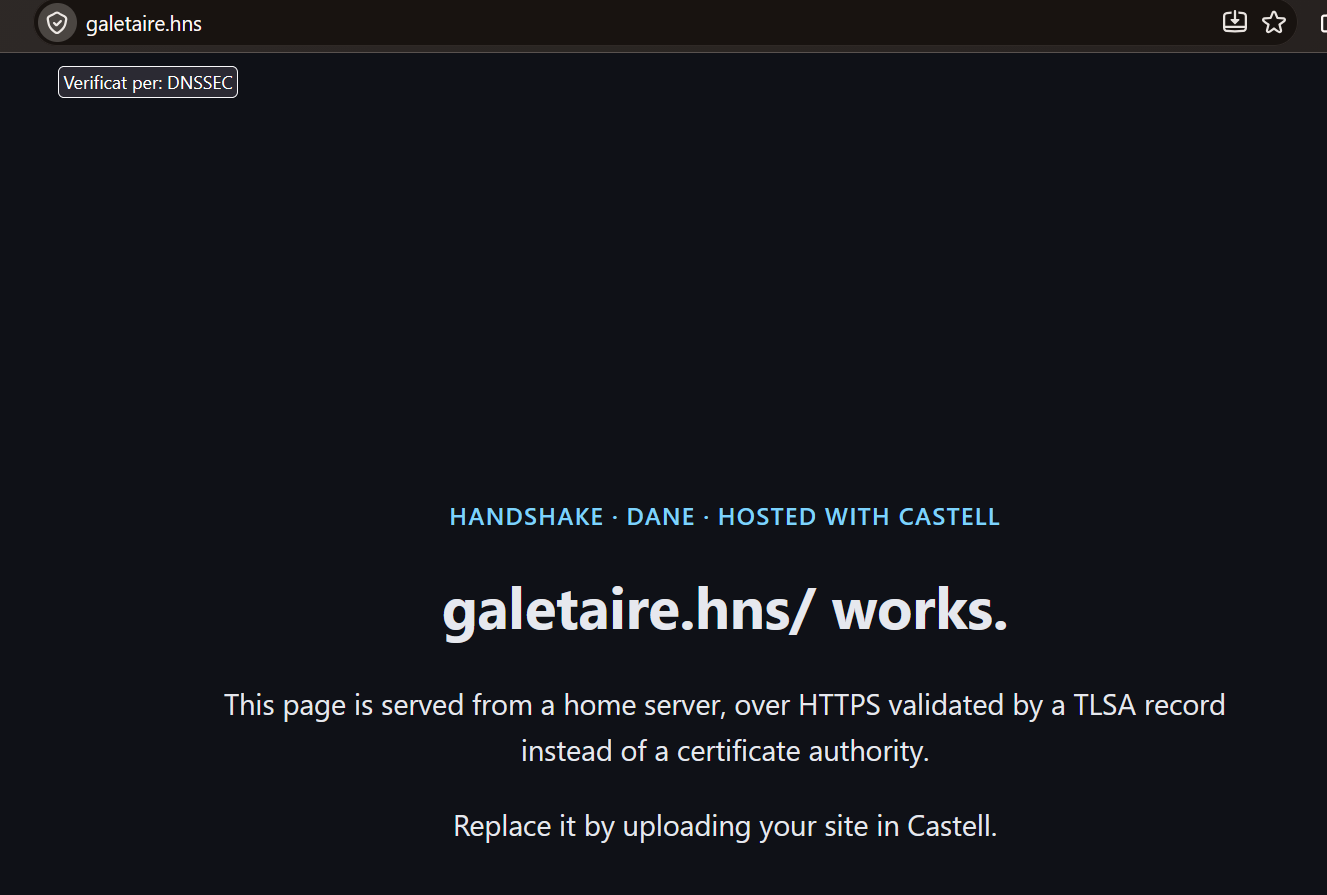 galetaire.hns
Verificat per: DNSSEC
HANDSHAKE · DANE · HOSTED WITH CASTELL
galetaire.hns/ works.
This page is served from a home server, over HTTPS validated by a TLSA record
instead of a certificate authority.
Replace it by uploading your site in Castell.